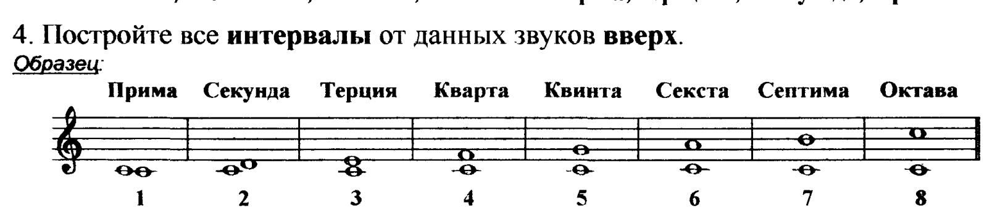 4. Постройте все интервалы от данных звуков вверх.
Образец:
Прима Секунда Терция Кварта Квинта Секста Септима Октава
1 2 3 4 5 6 7 8